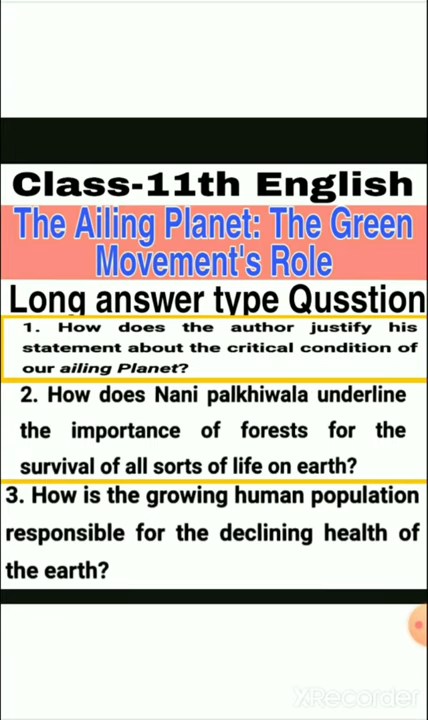 Class-11th English
The Ailing Planet: The Green
Movement's Role
Long answer type Qusstion
1. How does the author justify his
statement about the critical condition of
our ailing Planet?
2. How does Nani palkhiwala underline
the importance of forests for the
survival of all sorts of life on earth?
3. How is the growing human population
responsible for the declining health of
the earth?
XRecorder